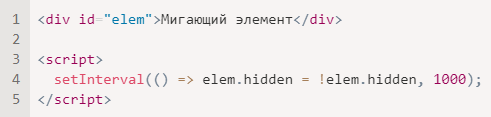 1 <div id="elem">Мигающий элемент</div>
2
3 <script>
4   setInterval(() => elem.hidden = !elem.hidden, 1000);
5 </script>